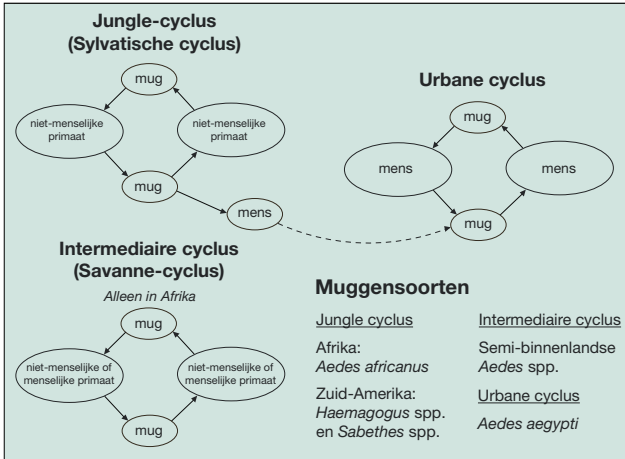 Jungle-cyclus
(Sylvatische cyclus)
mug
niet-menselijke
primaat
niet-menselijke
primaat
mug
mens
Urbane cyclus
mug
mens
mens
mug
Intermediaire cyclus
(Savanne-cyclus)
Alleen in Afrika
mug
niet-menselijke of
menselijke primaat
niet-menselijke of
menselijke primaat
mug
Muggensoorten
Jungle cyclus
Afrika:
Aedes africanus
Zuid-Amerika:
Haemagogus spp.
en Sabethes spp.
Intermediaire cyclus
Semi-binnenlandse
Aedes spp.
Urbane cyclus
Aedes aegypti